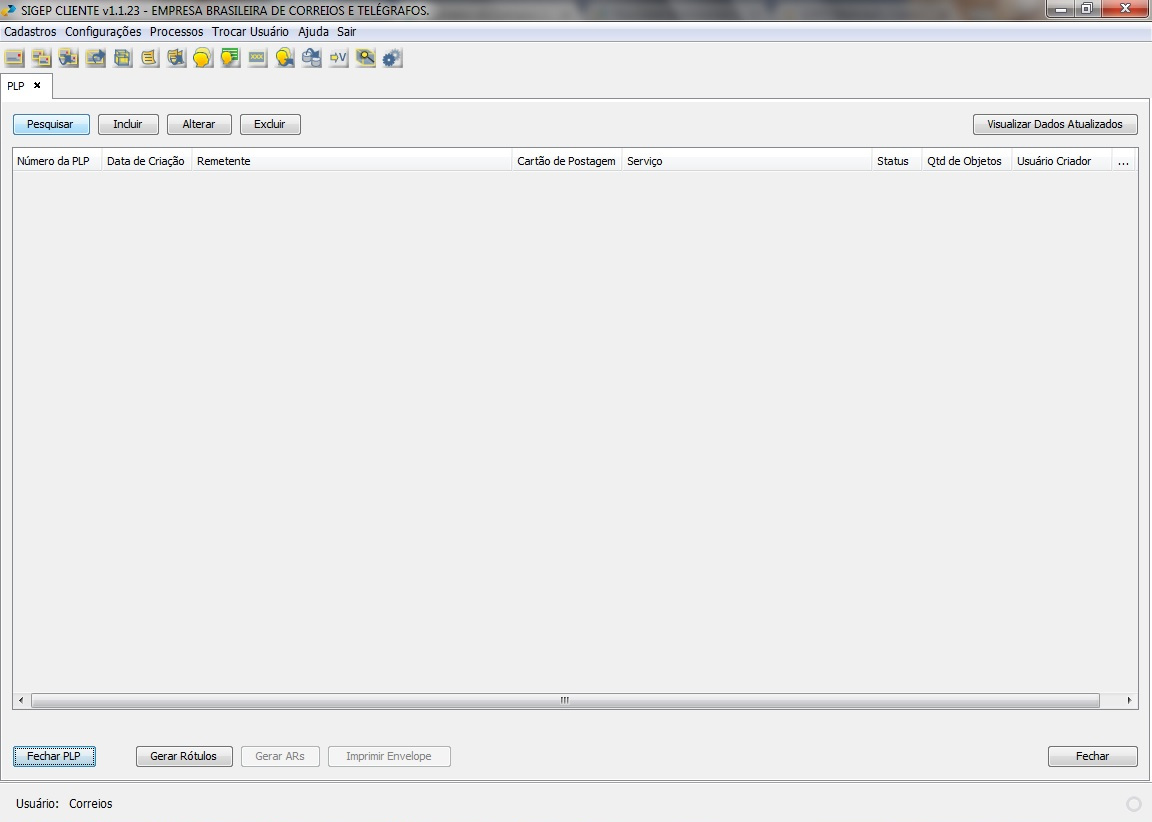 SIGEP CLIENTE v1.1.23 - EMPRESA BRASILEIRA DE CORREIOS E TELÉGRAFOS.
Cadastros Configurações Processos Trocar Usuário Ajuda Sair
PLP
Pesquisar Incluir Alterar Excluir Visualizar Dados Atualizados
Número da PLP Data de Criação Remetente Cartão de Postagem Serviço Status Qtd de Objetos Usuário Criador ...
Fechar PLP Gerar Rótulos Gerar ARs Imprimir Envelope Fechar
Usuário: Correios